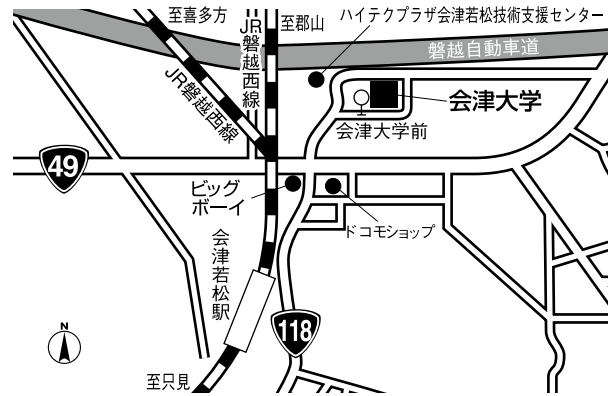 至喜多方
JR磐越西線
至郡山
ハイテクプラザ会津若松技術支援センター
磐越自動車道
JR磐越西線
会津大学
会津大学前
49
ビッグ
ボーイ
ドコモショップ
会津若松駅
118
N
至只見